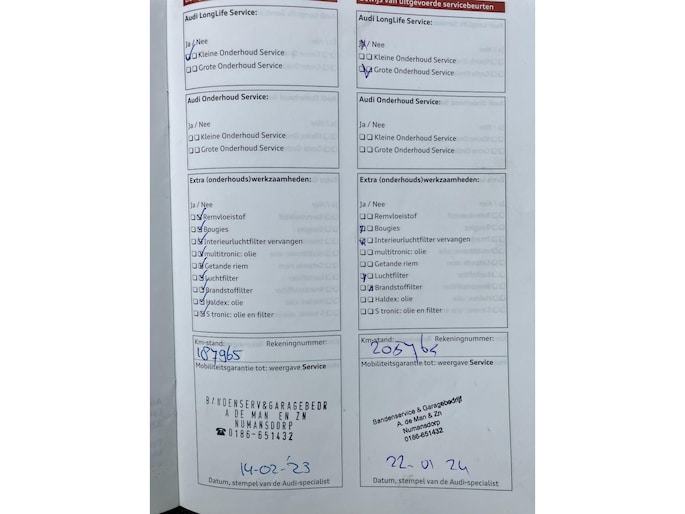 Bewijs van uitgevoerde servicebeurten
Audi LongLife Service:
Ja / Nee
Kleine Onderhoud Service
Grote Onderhoud Service
Audi Onderhoud Service:
Ja / Nee
Kleine Onderhoud Service
Grote Onderhoud Service
Extra (onderhouds)werkzaamheden:
Ja / Nee
Remvloeistof
Bougies
Interieurluchtfilter vervangen
multitronic: olie
Getande riem
Luchtfilter
Brandstoffilter
Haldex: olie
S tronic: olie en filter
Km-stand: Rekeningnummer:
187965
Mobiliteitsgarantie tot: weergave Service
BANDENSERV&GARAGEBEDR
A DE MAN EN ZN
NUMANSDORP
☎0186-651432
14-02-'23
Datum, stempel van de Audi-specialist
Audi LongLife Service:
Ja / Nee
Kleine Onderhoud Service
Grote Onderhoud Service
Audi Onderhoud Service:
Ja / Nee
Kleine Onderhoud Service
Grote Onderhoud Service
Extra (onderhouds)werkzaamheden:
Ja / Nee
Remvloeistof
Bougies
Interieurluchtfilter vervangen
multitronic: olie
Getande riem
Luchtfilter
Brandstoffilter
Haldex: olie
S tronic: olie en filter
Km-stand: Rekeningnummer:
Mobiliteitsgarantie tot: weergave Service
Bandenservice & Garagebedrijf
A. de Man & Zn
Numansdorp
0186-651432
22-01 24
Datum, stempel van de Audi-specialist